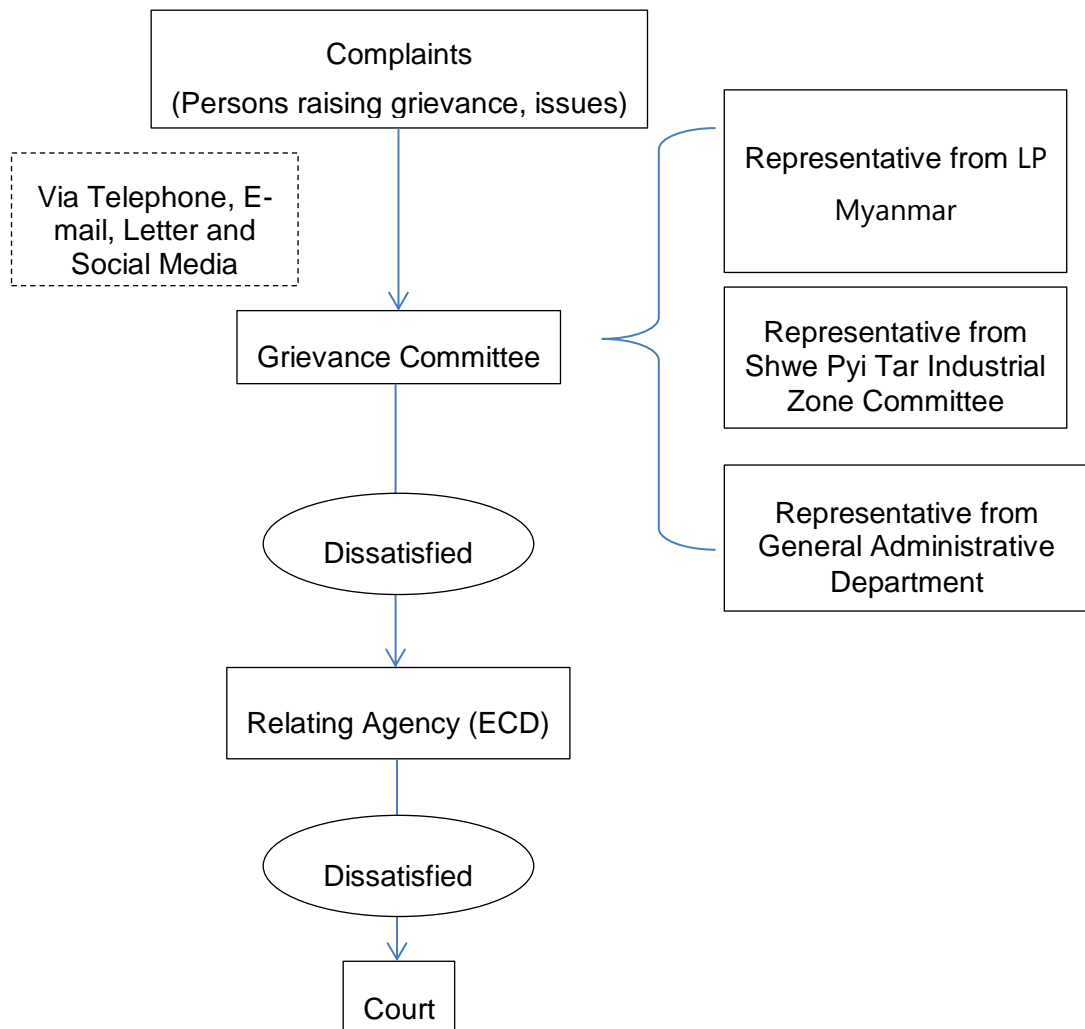 Complaints
(Persons raising grievance, issues)
Via Telephone, E-
mail, Letter and
Social Media
Representative from LP
Myanmar
Grievance Committee
Representative from
Shwe Pyi Tar Industrial
Zone Committee
Representative from
General Administrative
Department
Dissatisfied
Relating Agency (ECD)
Dissatisfied
Court